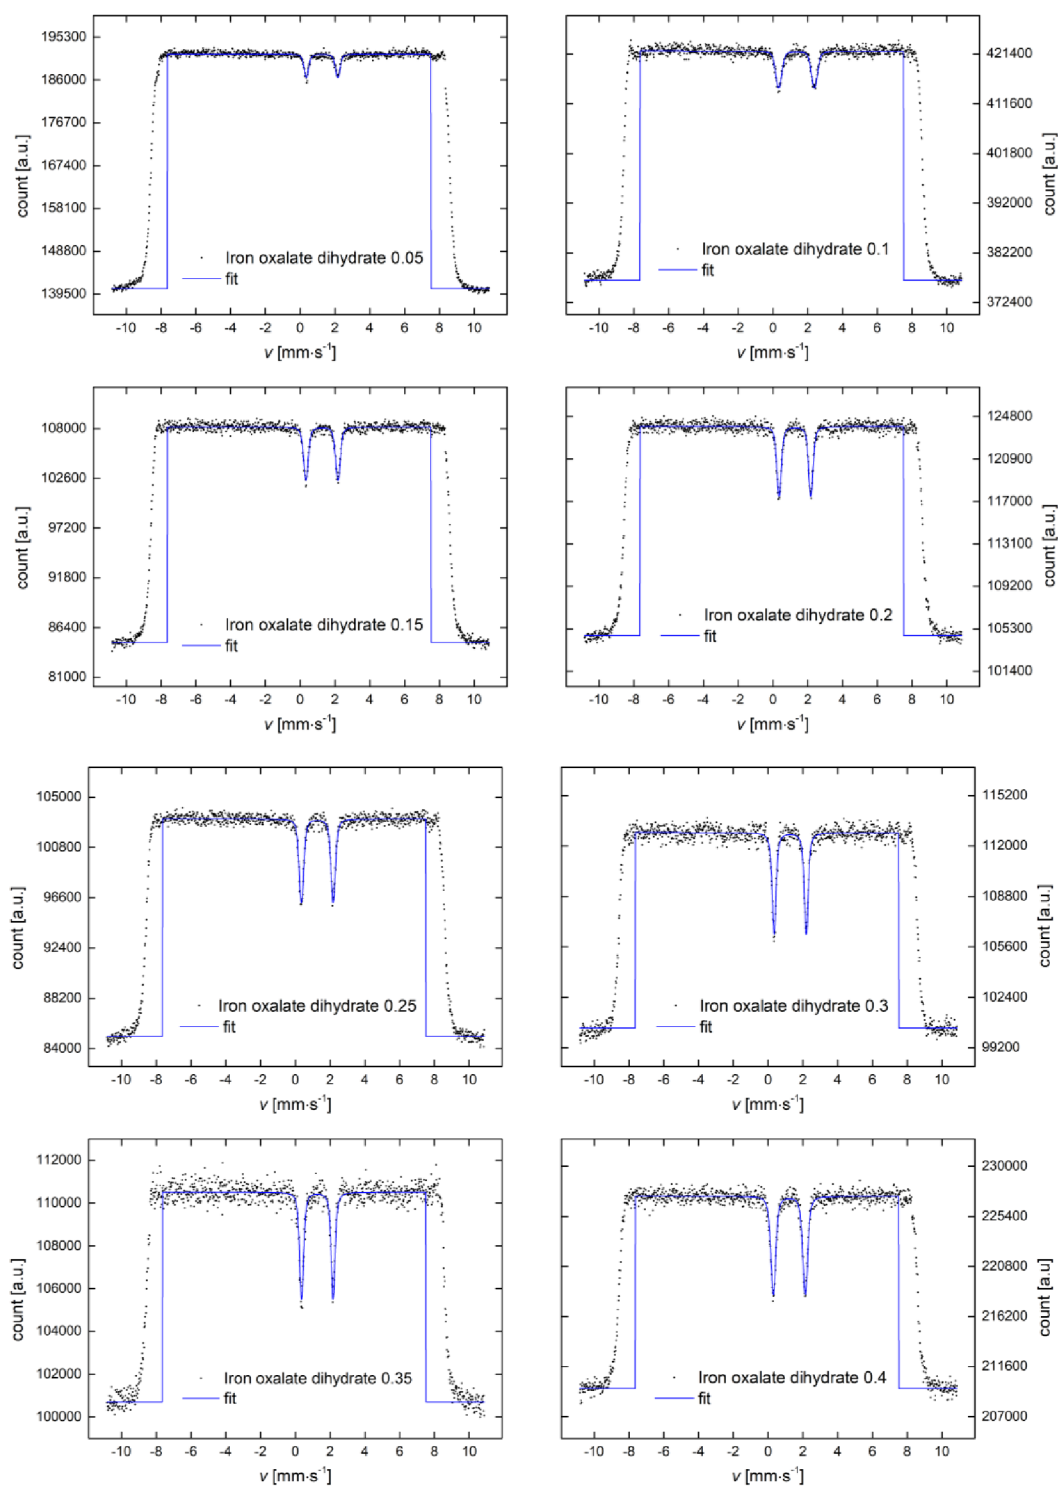 195300
186000
176700
167400
158100
148800
139500
count [a.u.]
Iron oxalate dihydrate 0.05
fit
-10 -8 -6 -4 -2 0 2 4 6 8 10
v [mm·s⁻¹]
421400
411600
401800
392000
382200
372400
count [a.u.]
Iron oxalate dihydrate 0.1
fit
-10 -8 -6 -4 -2 0 2 4 6 8 10
v [mm·s⁻¹]
108000
102600
97200
91800
86400
81000
count [a.u.]
Iron oxalate dihydrate 0.15
fit
-10 -8 -6 -4 -2 0 2 4 6 8 10
v [mm·s⁻¹]
124800
120900
117000
113100
109200
105300
101400
count [a.u.]
Iron oxalate dihydrate 0.2
fit
-10 -8 -6 -4 -2 0 2 4 6 8 10
v [mm·s⁻¹]
105000
100800
96600
92400
88200
84000
count [a.u.]
Iron oxalate dihydrate 0.25
fit
-10 -8 -6 -4 -2 0 2 4 6 8 10
v [mm·s⁻¹]
115200
112000
108800
105600
102400
99200
count [a.u.]
Iron oxalate dihydrate 0.3
fit
-10 -8 -6 -4 -2 0 2 4 6 8 10
v [mm·s⁻¹]
112000
110000
108000
106000
104000
102000
100000
count [a.u.]
Iron oxalate dihydrate 0.35
fit
-10 -8 -6 -4 -2 0 2 4 6 8 10
v [mm·s⁻¹]
230000
225400
220800
216200
211600
207000
count [a.u]
Iron oxalate dihydrate 0.4
fit
-10 -8 -6 -4 -2 0 2 4 6 8 10
v [mm·s⁻¹]